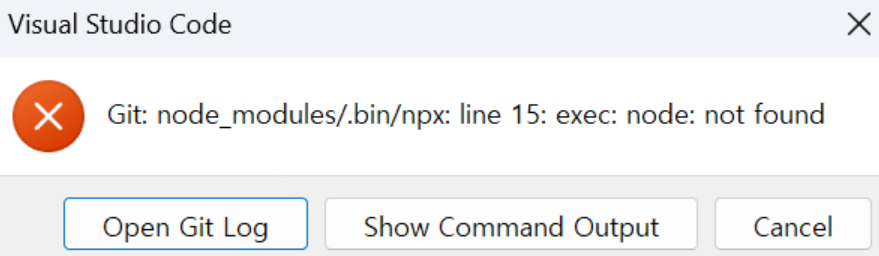 Visual Studio Code
Git: node_modules/.bin/npx: line 15: exec: node: not found
Open Git Log
Show Command Output
Cancel